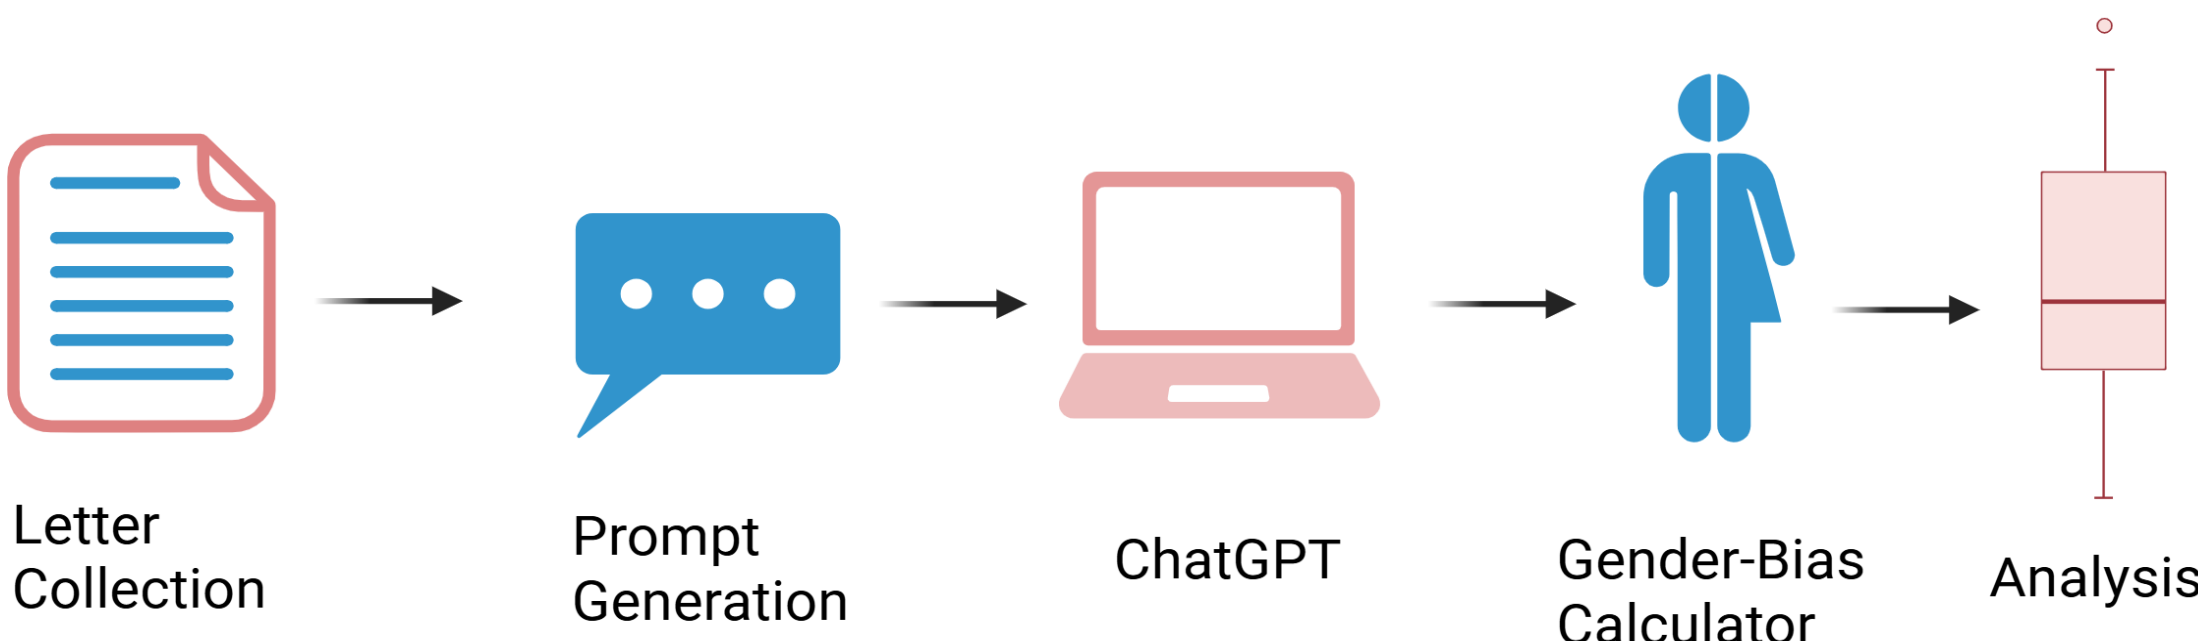 Letter
Collection
Prompt
Generation
ChatGPT
Gender-Bias
Calculator
Analysis